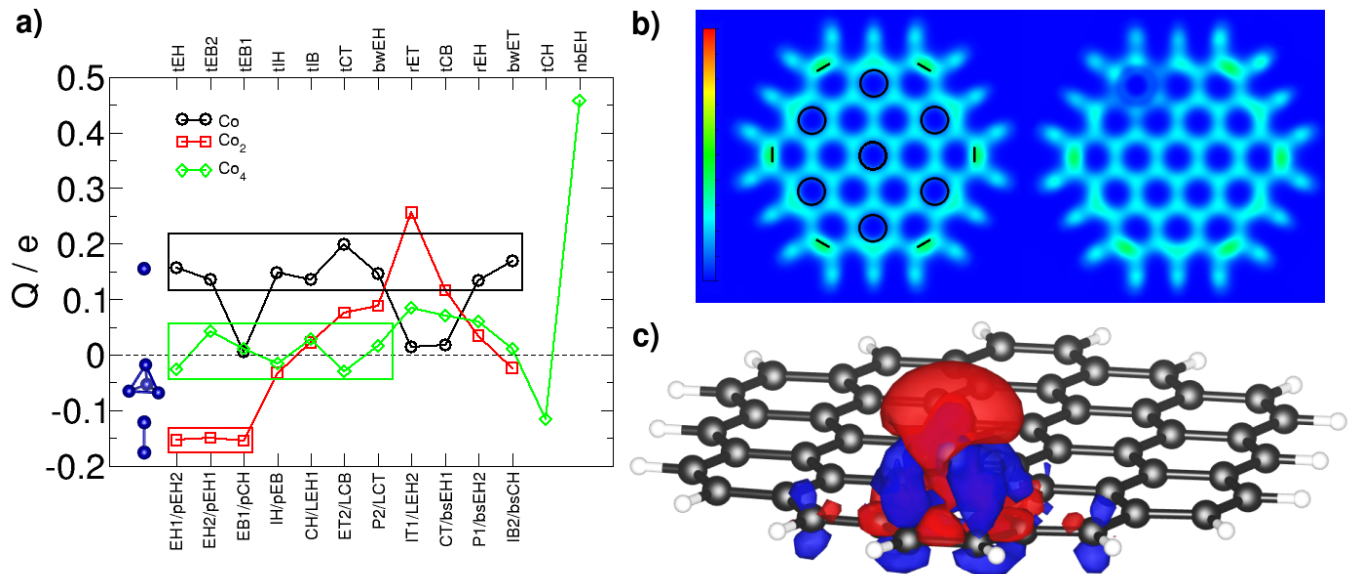 a)
tEH
tEB2
tEB1
tIH
tIB
tCT
bwEH
rET
tCB
rEH
bwET
tCH
nbEH
Q / e
0.5
0.4
0.3
0.2
0.1
0
-0.1
-0.2
Co
Co2
Co4
EH1/pEH2
EH2/pEH1
EB1/pCH
IH/pEB
CH/LEH1
ET2/LCB
P2/LCT
IT1/LEH2
CT/bsEH1
P1/bsEH2
IB2/bsCH
b)
c)